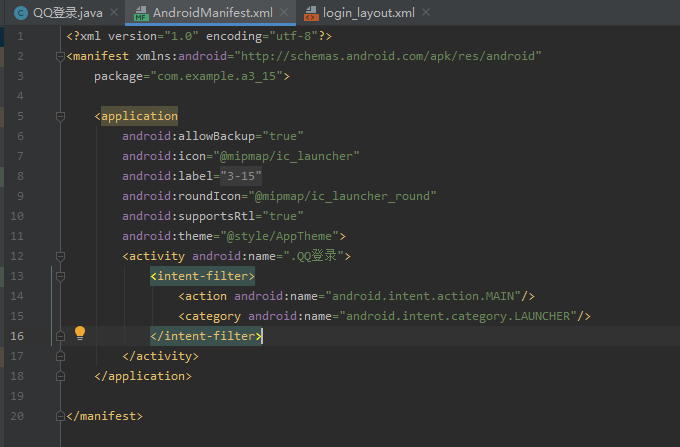 QQ登录.java AndroidManifest.xml login_layout.xml
1 <?xml version="1.0" encoding="utf-8"?>
2 <manifest xmlns:android="http://schemas.android.com/apk/res/android"
3 package="com.example.a3_15">
4
5 <application
6 android:allowBackup="true"
7 android:icon="@mipmap/ic_launcher"
8 android:label="3-15"
9 android:roundIcon="@mipmap/ic_launcher_round"
10 android:supportsRtl="true"
11 android:theme="@style/AppTheme">
12 <activity android:name=".QQ登录">
13 <intent-filter>
14 <action android:name="android.intent.action.MAIN"/>
15 <category android:name="android.intent.category.LAUNCHER"/>
16 </intent-filter>
17 </activity>
18 </application>
19
20 </manifest>